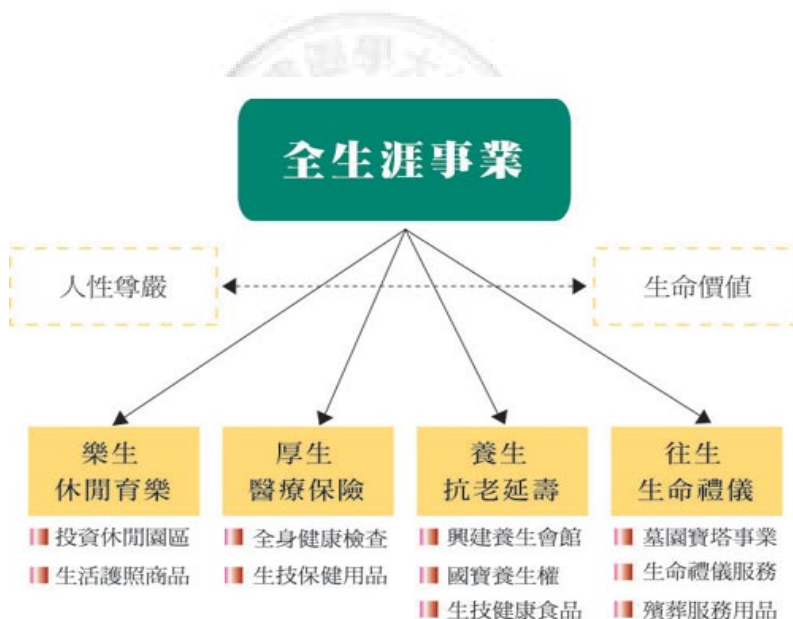 全生涯事業
人性尊嚴
生命價值
樂生
休閒育樂
投資休閒園區
生活護照商品
厚生
醫療保險
全身健康檢查
生技保健用品
養生
抗老延壽
興建養生會館
國寶養生權
生技健康食品
往生
生命禮儀
墓園寶塔事業
生命禮儀服務
殯葬服務用品